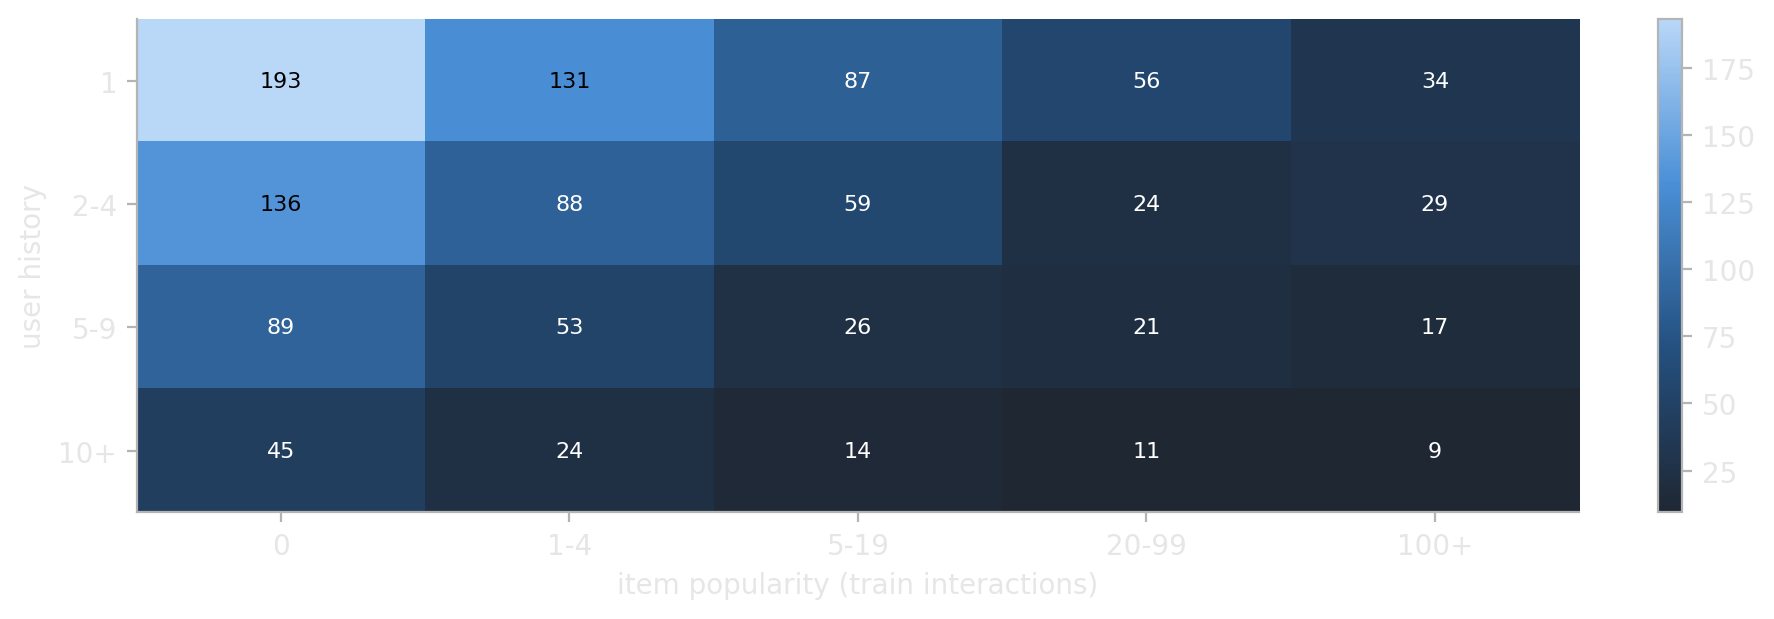 user history
1 193 131 87 56 34
2-4 136 88 59 24 29
5-9 89 53 26 21 17
10+ 45 24 14 11 9
0 1-4 5-19 20-99 100+
item popularity (train interactions)
175
150
125
100
75
50
25